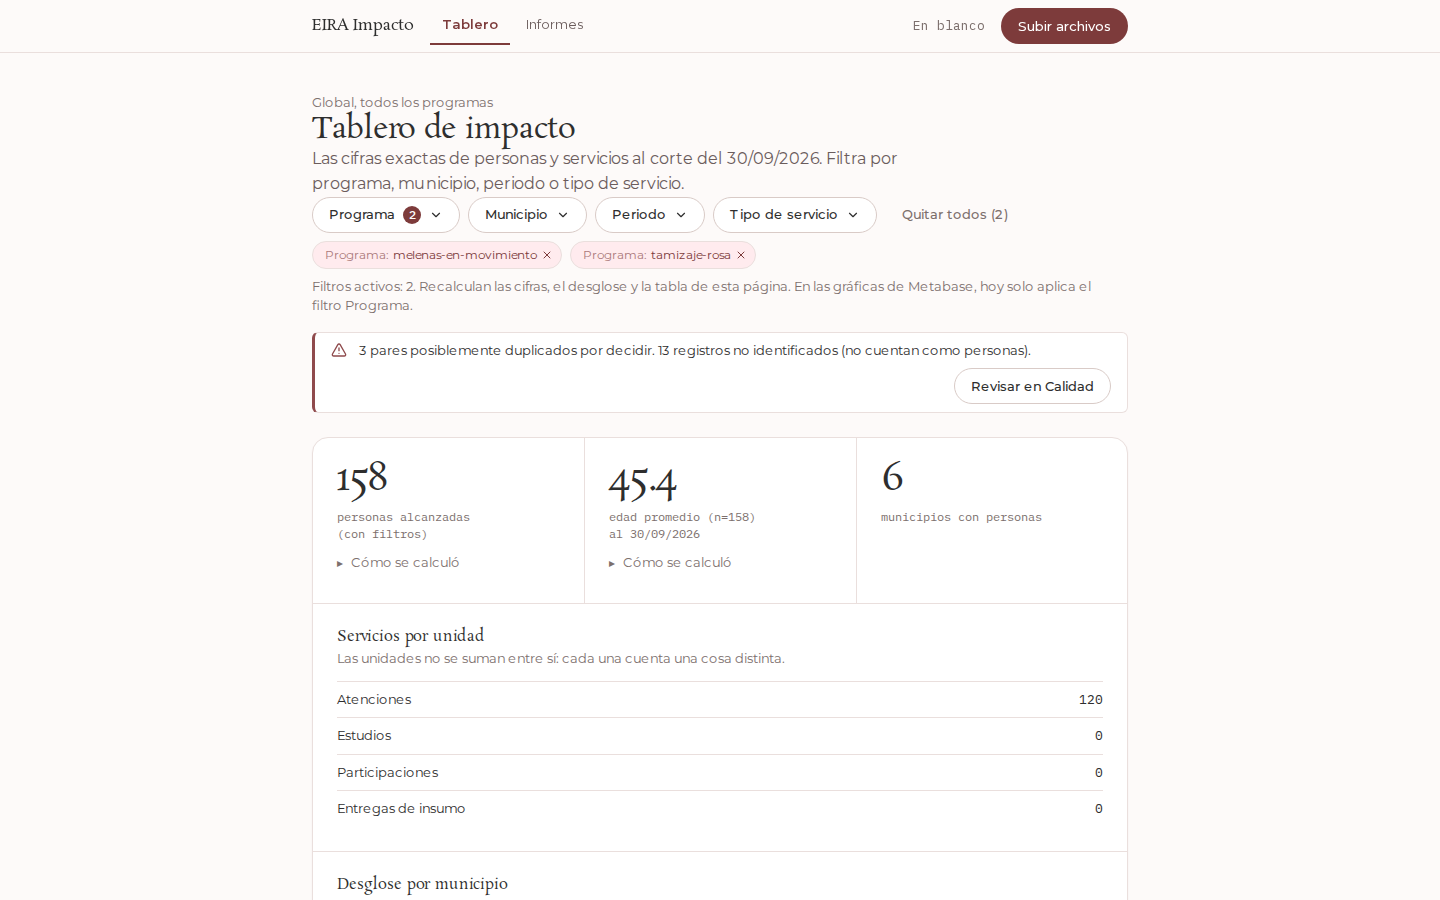 EIRA Impacto
Tablero
Informes
En blanco
Subir archivos
Global, todos los programas
Tablero de impacto
Las cifras exactas de personas y servicios al corte del 30/09/2026. Filtra por
programa, municipio, periodo o tipo de servicio.
Programa 2
Municipio
Periodo
Tipo de servicio
Quitar todos (2)
Programa: melenas-en-movimiento
Programa: tamizaje-rosa
Filtros activos: 2. Recalculan las cifras, el desglose y la tabla de esta página. En las gráficas de Metabase, hoy solo aplica el
filtro Programa.
3 pares posiblemente duplicados por decidir. 13 registros no identificados (no cuentan como personas).
Revisar en Calidad
158
personas alcanzadas
(con filtros)
Cómo se calculó
45.4
edad promedio (n=158)
al 30/09/2026
Cómo se calculó
6
municipios con personas
Servicios por unidad
Las unidades no se suman entre sí: cada una cuenta una cosa distinta.
Atenciones 120
Estudios 0
Participaciones 0
Entregas de insumo 0
Desglose por municipio